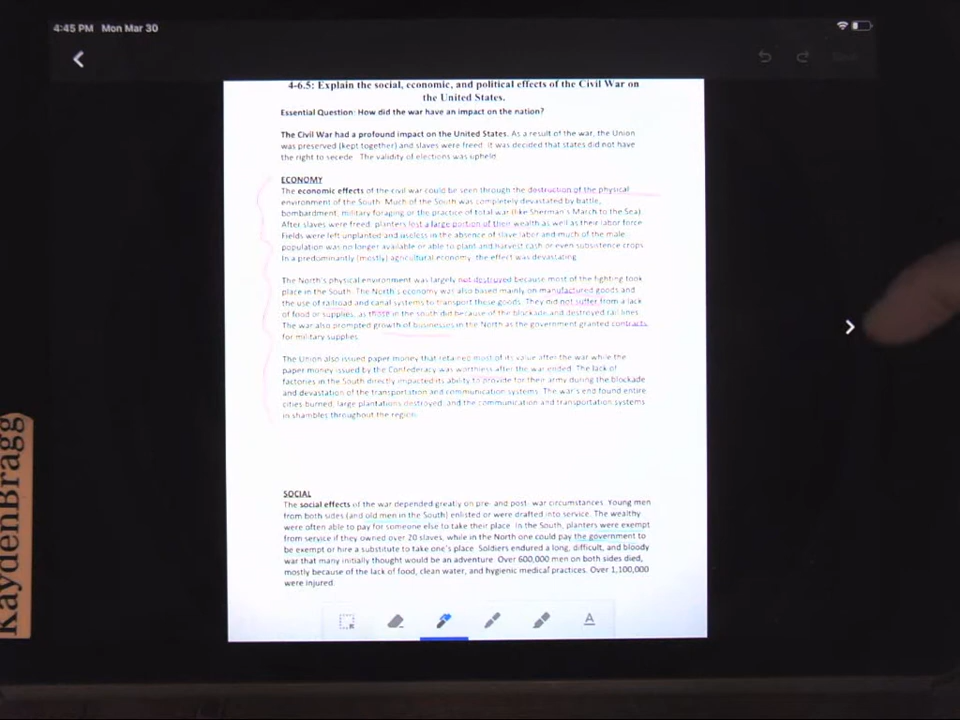 4:45 PM Mon Mar 30
4-6.5: Explain the social, economic, and political effects of the Civil War on
the United States.
Essential Question: How did the war have an impact on the nation?
The Civil War had a profound impact on the United States. As a result of the war, the Union
was preserved (kept together) and slaves were freed. It was decided that states did not have
the right to secede. The validity of elections was upheld.
ECONOMY
The economic effects of the civil war could be seen through the destruction of the physical
environment of the South. Much of the South was completely devastated by battle,
bombardment, military foraging or the practice of total war (like Sherman's March to the Sea).
After slaves were freed, planters lost a large portion of their wealth as well as their labor force.
Fields were left unplanted and useless in the absence of slave labor and much of the male
population was no longer available or able to plant and harvest cash or even subsistence crops.
In a predominantly (mostly) agricultural economy, the effect was devastating.
The North's physical environment was largely not destroyed because most of the fighting took
place in the South. The North's economy was also based mainly on manufactured goods and
the use of railroad and canal systems to transport these goods. They did not suffer from a lack
of food or supplies, as those in the south did because of the blockade and destroyed rail lines.
The war also prompted growth of businesses in the North as the government granted contracts
for military supplies.
The Union also issued paper money that retained most of its value after the war while the
paper money issued by the Confederacy was worthless after the war ended. The lack of
factories in the South directly impacted its ability to provide for their army during the blockade
and devastation of the transportation and communication systems. The war's end found entire
cities burned, large plantations destroyed, and the communication and transportation systems
in shambles throughout the region.
SOCIAL
The social effects of the war depended greatly on pre- and post- war circumstances. Young men
from both sides (and old men in the South) enlisted or were drafted into service. The wealthy
were often able to pay for someone else to take their place. In the South, planters were exempt
from service if they owned over 20 slaves, while in the North one could pay the government to
be exempt or hire a substitute to take one's place. Soldiers endured a long, difficult, and bloody
war that many initially thought would be an adventure. Over 600,000 men on both sides died,
mostly because of the lack of food, clean water, and hygienic medical practices. Over 1,100,000
were injured.
A
KaydenBragg